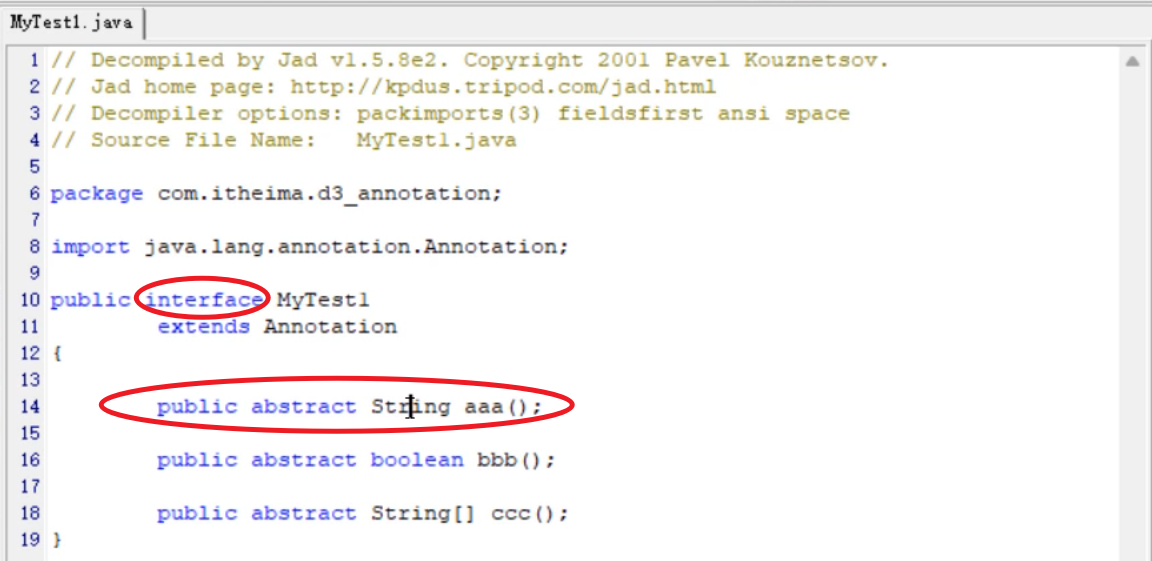 MyTest1.java
1 // Decompiled by Jad v1.5.8e2. Copyright 2001 Pavel Kouznetsov.
2 // Jad home page: http://kpdus.tripod.com/jad.html
3 // Decompiler options: packimports(3) fieldsfirst ansi space
4 // Source File Name:   MyTest1.java
5
6 package com.itheima.d3_annotation;
7
8 import java.lang.annotation.Annotation;
9
10 public interface MyTest1
11         extends Annotation
12 {
13
14         public abstract String aaa();
15
16         public abstract boolean bbb();
17
18         public abstract String[] ccc();
19 }